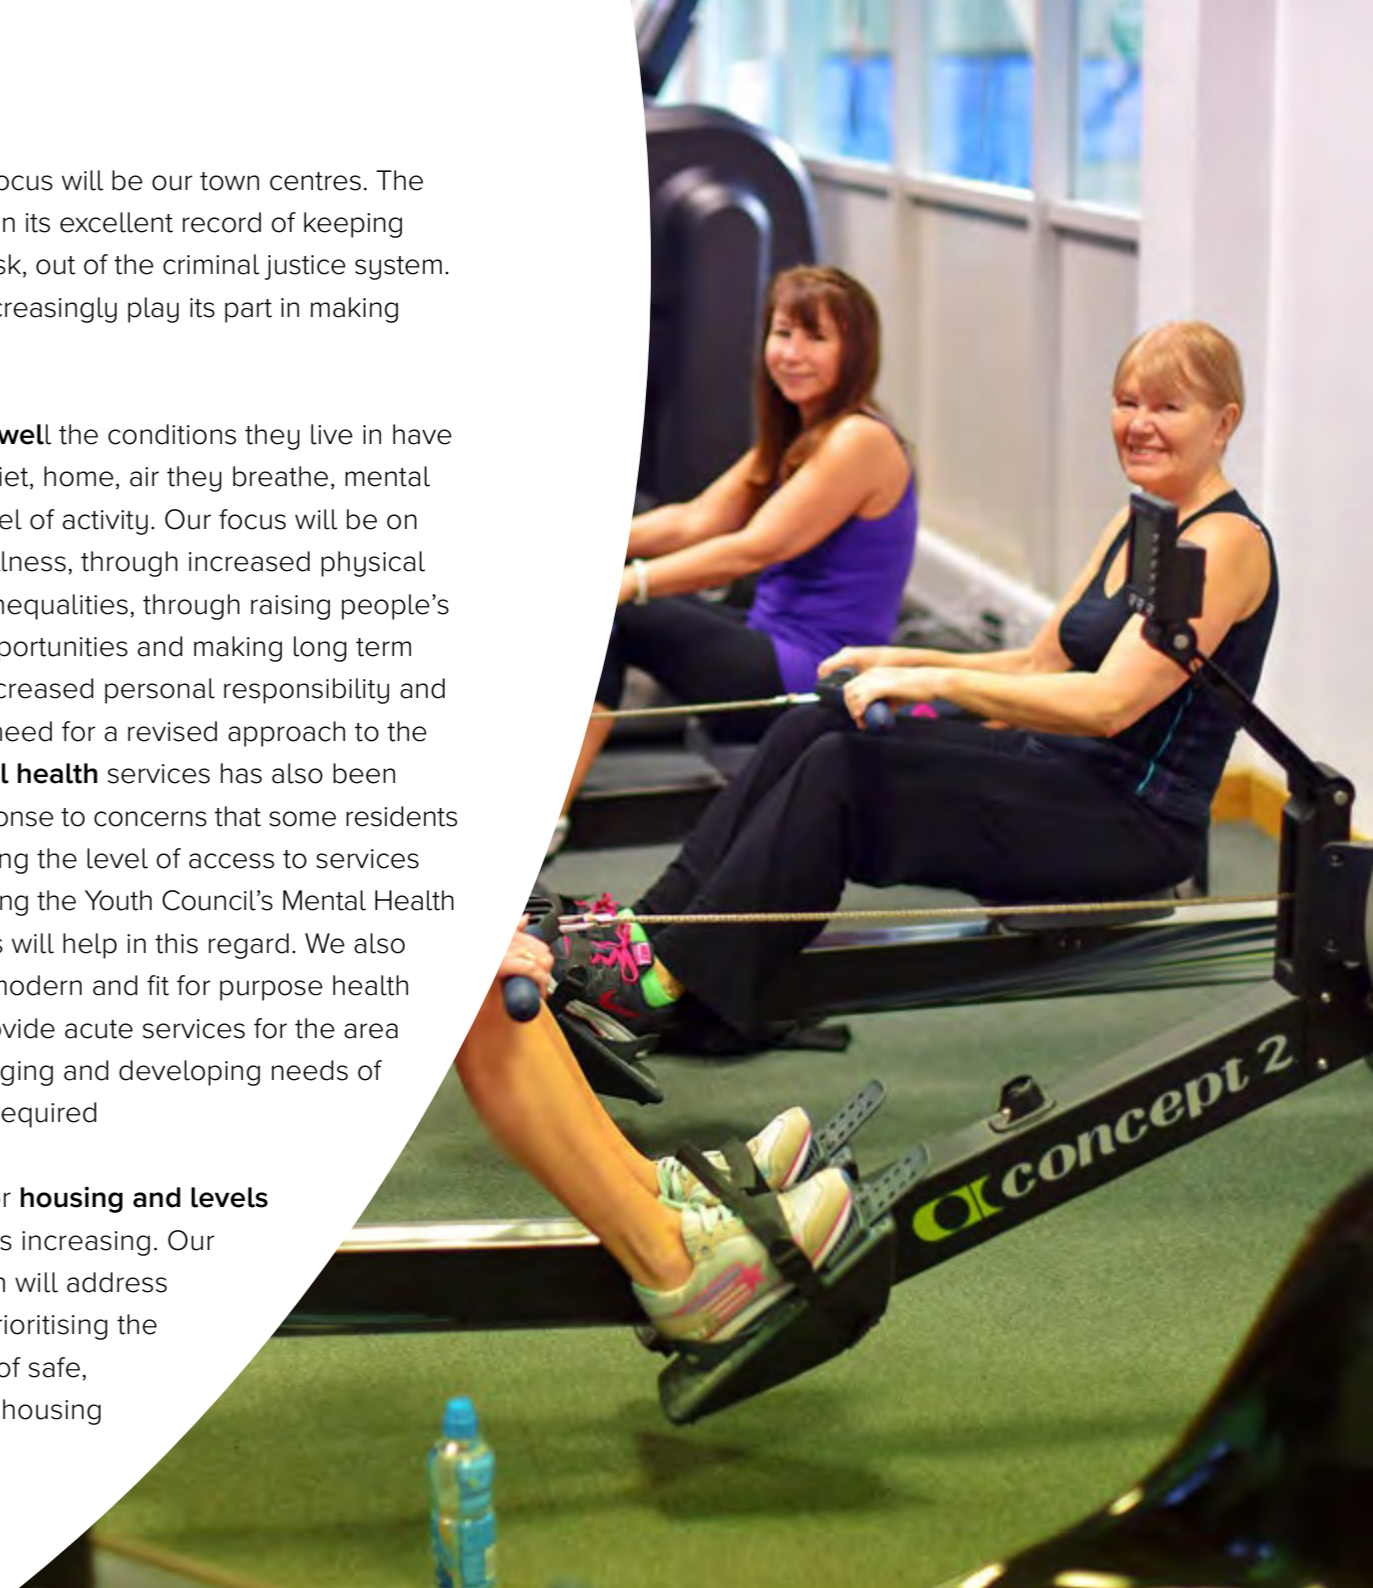 ocus will be our town centres. The
n its excellent record of keeping
sk, out of the criminal justice system.
creasingly play its part in making
well the conditions they live in have
iet, home, air they breathe, mental
el of activity. Our focus will be on
lness, through increased physical
nequalities, through raising people's
portunities and making long term
creased personal responsibility and
need for a revised approach to the
l health services has also been
onse to concerns that some residents
ng the level of access to services
ng the Youth Council's Mental Health
s will help in this regard. We also
modern and fit for purpose health
ovide acute services for the area
ging and developing needs of
equired
r housing and levels
s increasing. Our
n will address
rioritising the
of safe,
housing
concept 2